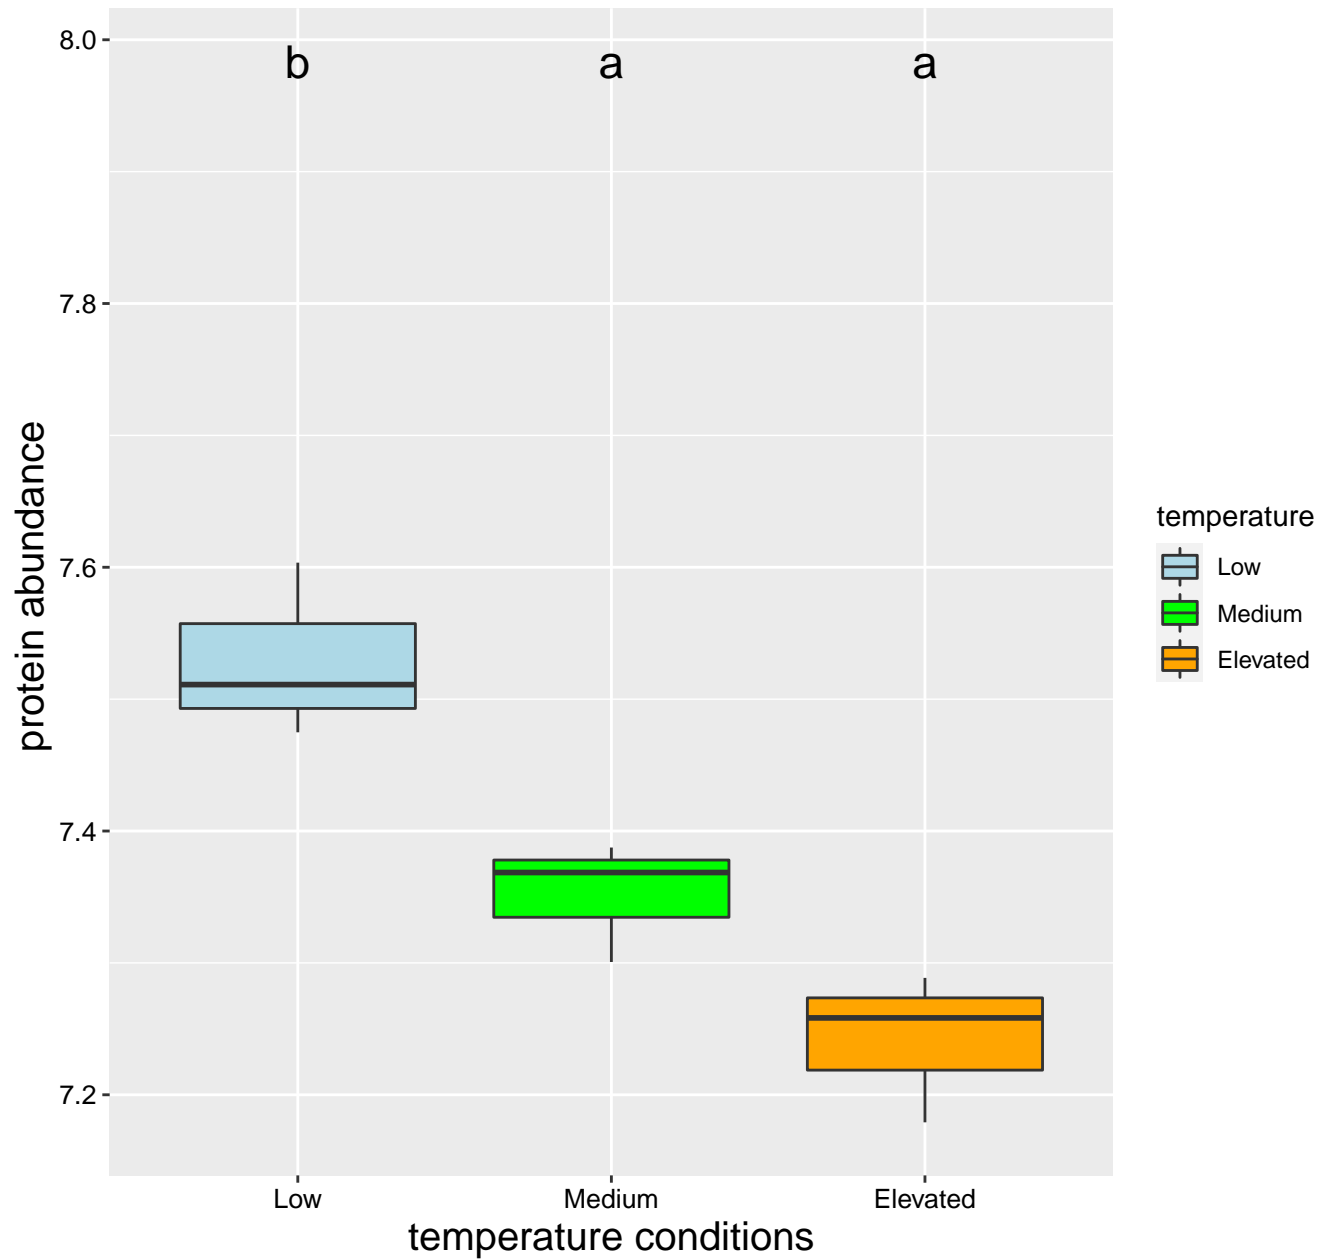 8.0
b a a
7.8
7.6
7.4
7.2
protein abundance
Low Medium Elevated
temperature conditions
temperature
Low
Medium
Elevated